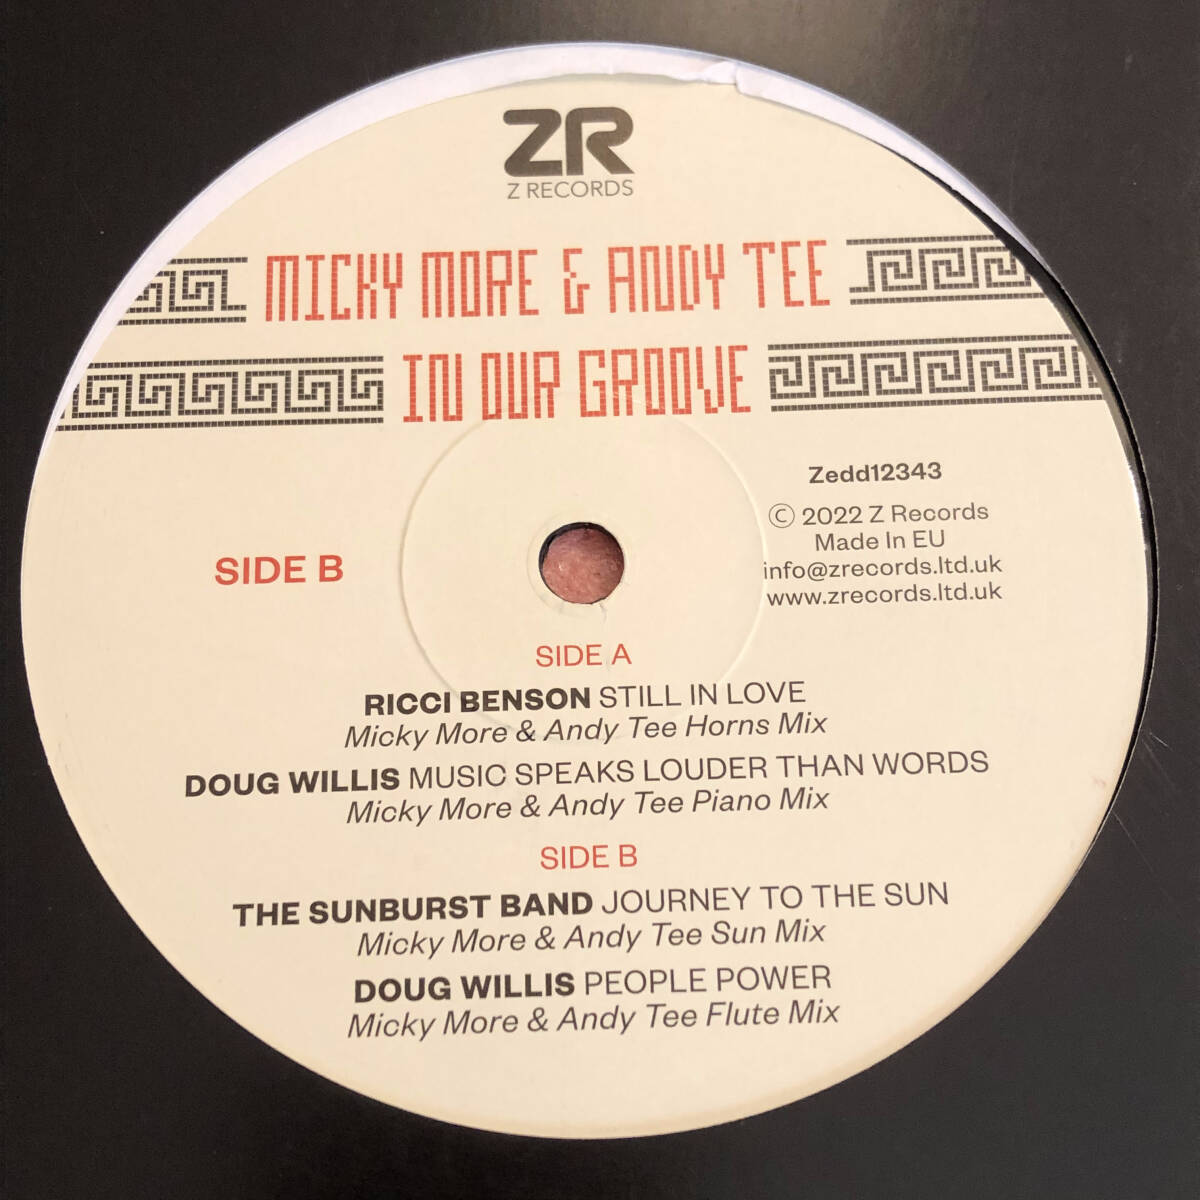 ZR
Z RECORDS
MICKY MORE & ANDY TEE
IN OUR GROOVE
Zedd12343
© 2022 Z Records
Made In EU
info@zrecords.ltd.uk
www.zrecords.ltd.uk
SIDE B
SIDE A
RICCI BENSON STILL IN LOVE
Micky More & Andy Tee Horns Mix
DOUG WILLIS MUSIC SPEAKS LOUDER THAN WORDS
Micky More & Andy Tee Piano Mix
SIDE B
THE SUNBURST BAND JOURNEY TO THE SUN
Micky More & Andy Tee Sun Mix
DOUG WILLIS PEOPLE POWER
Micky More & Andy Tee Flute Mix